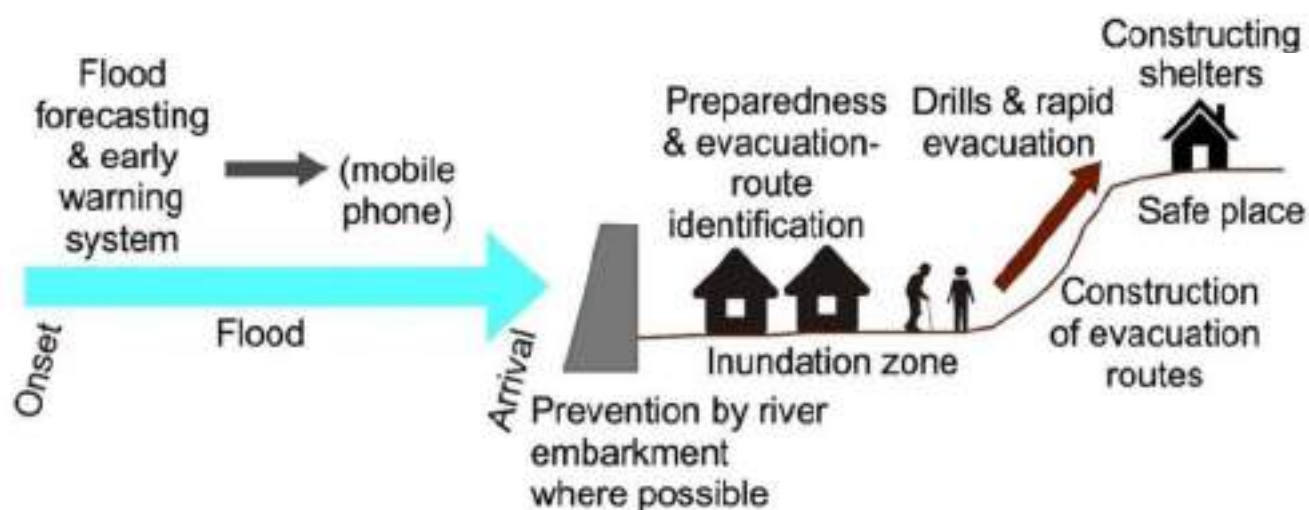 Flood
forecasting
& early
warning
system
(mobile
phone)
Onset
Flood
Arrival
Prevention by river
embarkment
where possible
Preparedness
& evacuation-
route
identification
Inundation zone
Drills & rapid
evacuation
Constructing
shelters
Safe place
Construction
of evacuation
routes